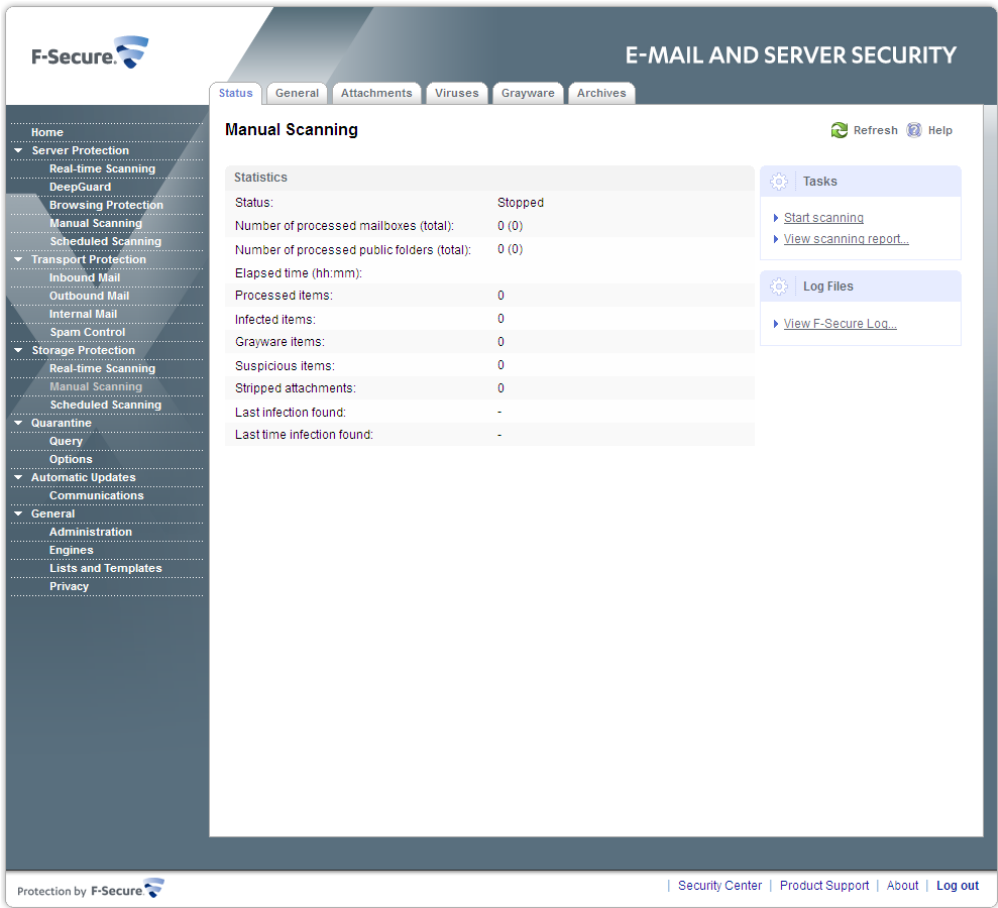 F-Secure.
E-MAIL AND SERVER SECURITY
Status General Attachments Viruses Grayware Archives
Home
Server Protection
Real-time Scanning
DeepGuard
Browsing Protection
Manual Scanning
Scheduled Scanning
Transport Protection
Inbound Mail
Outbound Mail
Internal Mail
Spam Control
Storage Protection
Real-time Scanning
Manual Scanning
Scheduled Scanning
Quarantine
Query
Options
Automatic Updates
Communications
General
Administration
Engines
Lists and Templates
Privacy
Manual Scanning
Refresh Help
Statistics
Status: Stopped
Number of processed mailboxes (total): 0 (0)
Number of processed public folders (total): 0 (0)
Elapsed time (hh:mm):
Processed items: 0
Infected items: 0
Grayware items: 0
Suspicious items: 0
Stripped attachments: 0
Last infection found: -
Last time infection found: -
Tasks
Start scanning
View scanning report...
Log Files
View F-Secure Log...
Protection by F-Secure.
| Security Center | Product Support | About | Log out